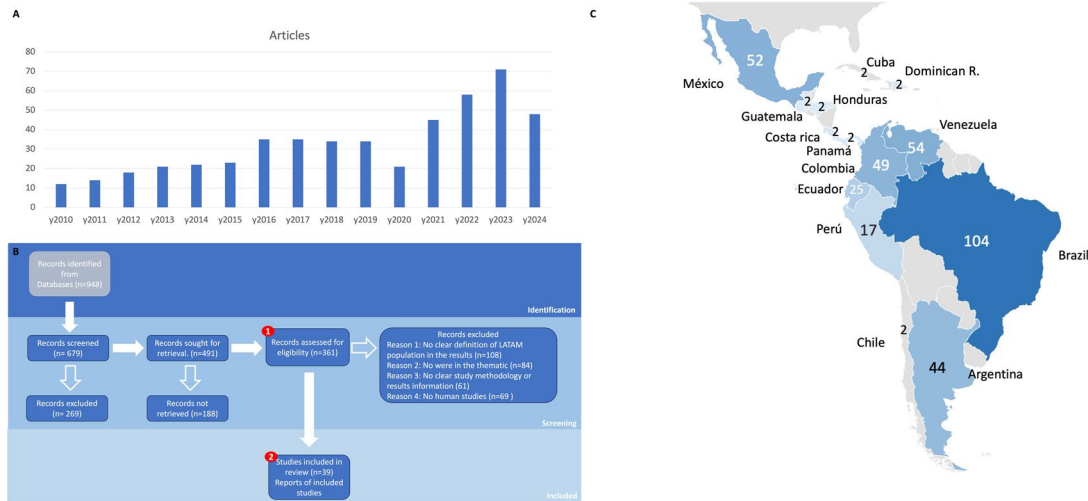 A
Articles
80
70
60
50
40
30
20
10
0
y2010 y2011 y2012 y2013 y2014 y2015 y2016 y2017 y2018 y2019 y2020 y2021 y2022 y2023 y2024
B
Records identified
from
Databases (n=948)
Identification
Records screened
(n= 679)
Records sought for
retrieval. (n=491)
1
Records assessed for
eligibility (n=361)
Records excluded
Reason 1: No clear definition of LATAM
population in the results (n=108)
Reason 2: No were in the thematic (n=84)
Reason 3: No clear study methodology or
results information (61)
Reason 4: No human studies (n=69 )
Records excluded
(n= 269)
Records not
retrieved (n=188)
Screening
2
Studies included in
review (n=39)
Reports of included
studies
Included
C
México
52
Cuba
2
Dominican R.
2
Guatemala
2
Honduras
2
Costa rica
2
Panamá
2
Venezuela
54
Colombia
49
Ecuador
25
Perú
17
Brazil
104
Chile
2
Argentina
44